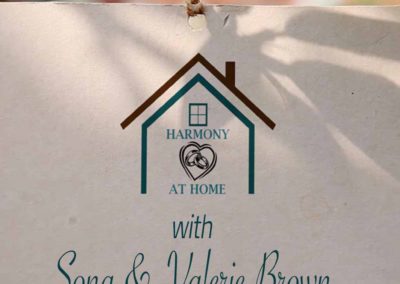 HARMONY
AT HOME
with
& Valerie Brown